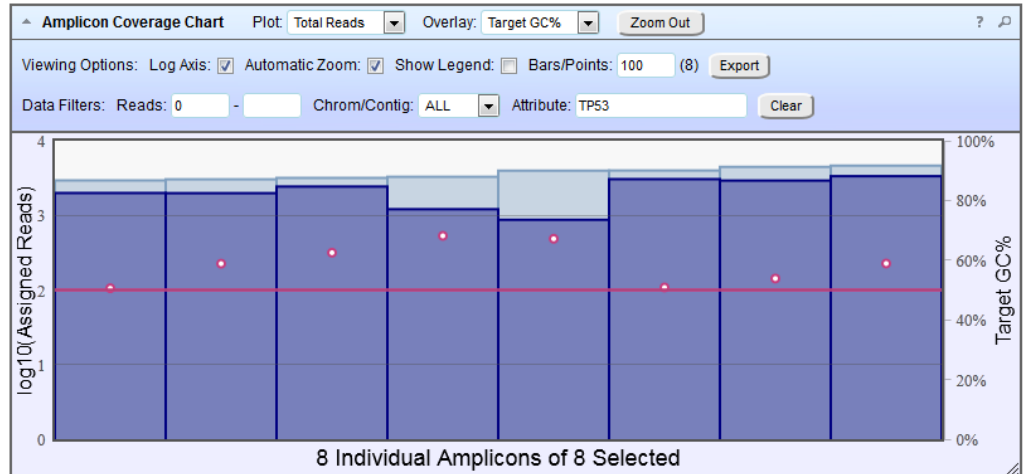 Amplicon Coverage Chart Plot: Total Reads Overlay: Target GC% Zoom Out ?
Viewing Options: Log Axis: Automatic Zoom: Show Legend: Bars/Points: 100 (8) Export
Data Filters: Reads: 0 - Chrom/Contig: ALL Attribute: TP53 Clear
4 100%
80%
3
60%
2
40%
1
20%
0 0%
log10(Assigned Reads)
Target GC%
8 Individual Amplicons of 8 Selected